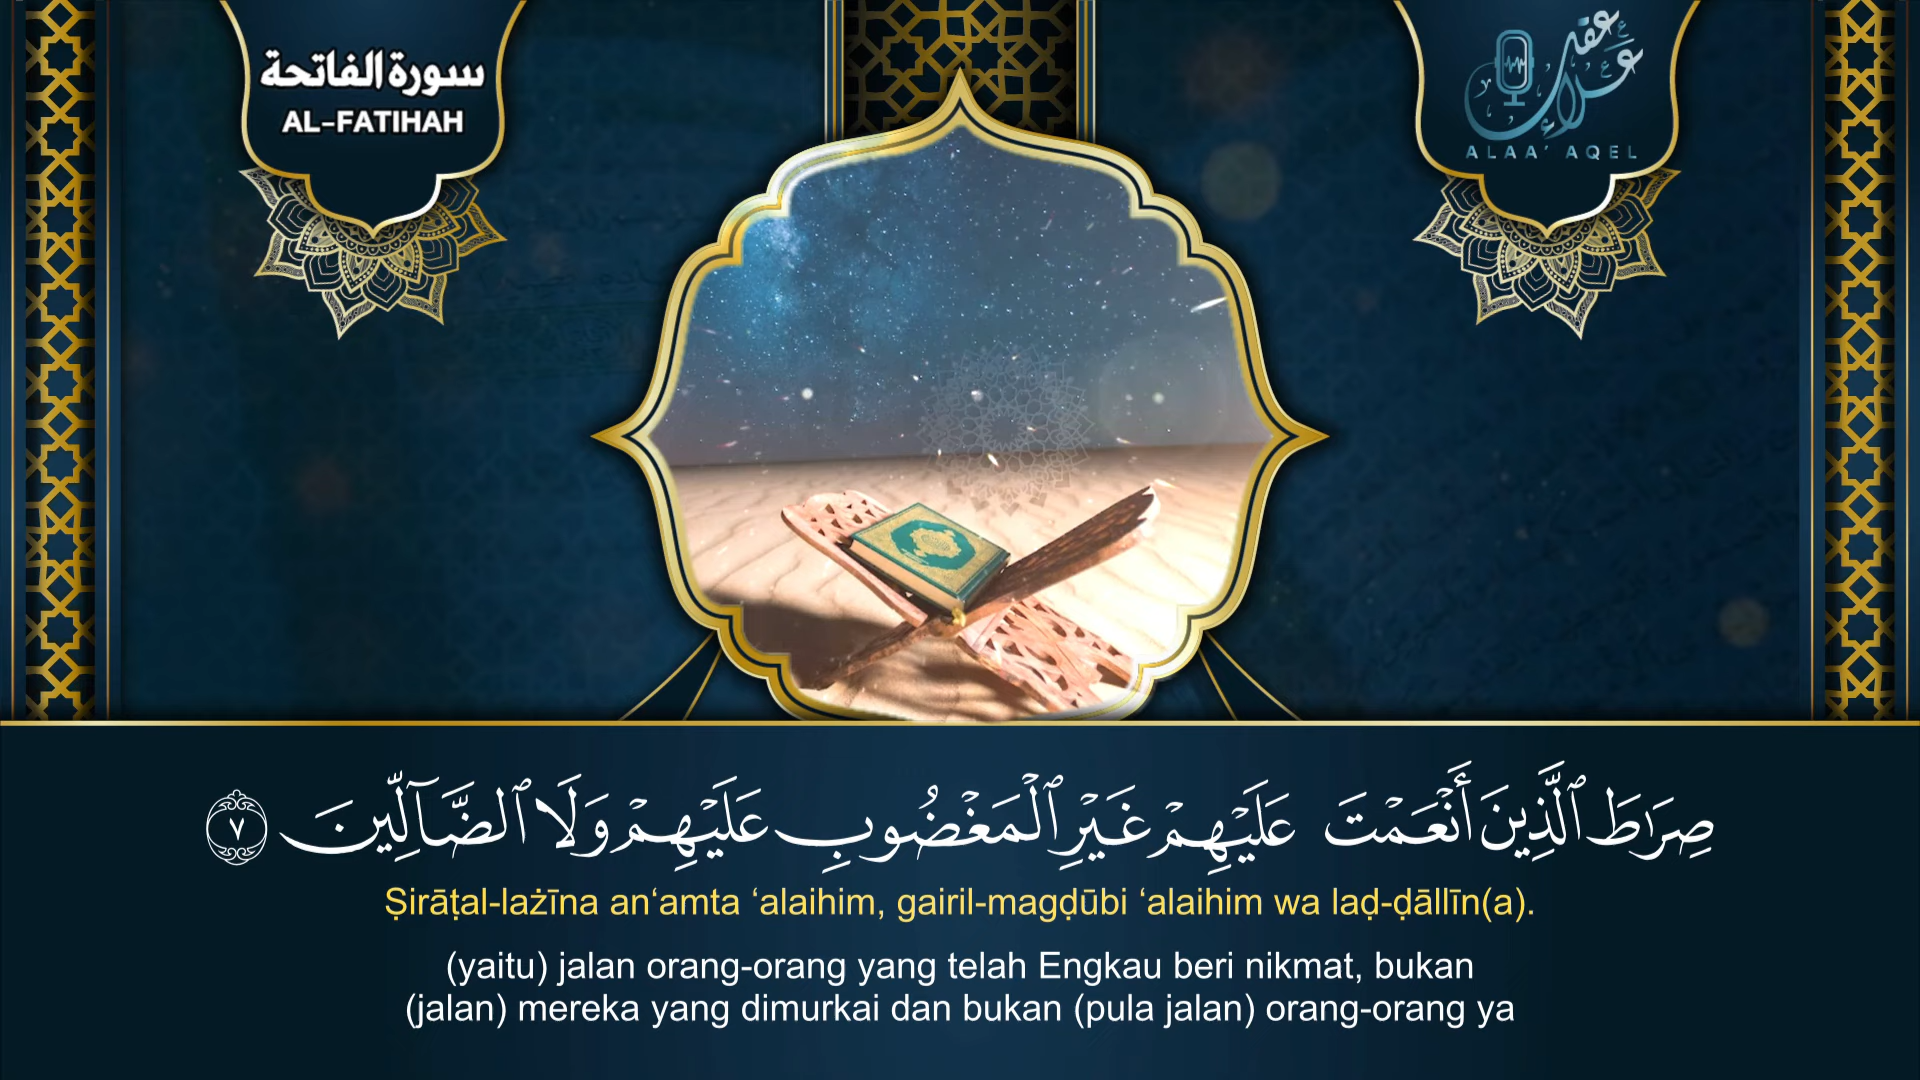 سورة الفاتحة
AL-FATIHAH
علاء عقل
ALAA' AQEL
صِرَٰطَ ٱلَّذِينَ أَنْعَمْتَ عَلَيْهِمْ غَيْرِ ٱلْمَغْضُوبِ عَلَيْهِمْ وَلَا ٱلضَّآلِّينَ ٧
Ṣirāṭal-lażīna an‘amta ‘alaihim, gairil-magḍūbi ‘alaihim wa laḍ-ḍāllīn(a).
(yaitu) jalan orang-orang yang telah Engkau beri nikmat, bukan
(jalan) mereka yang dimurkai dan bukan (pula jalan) orang-orang ya